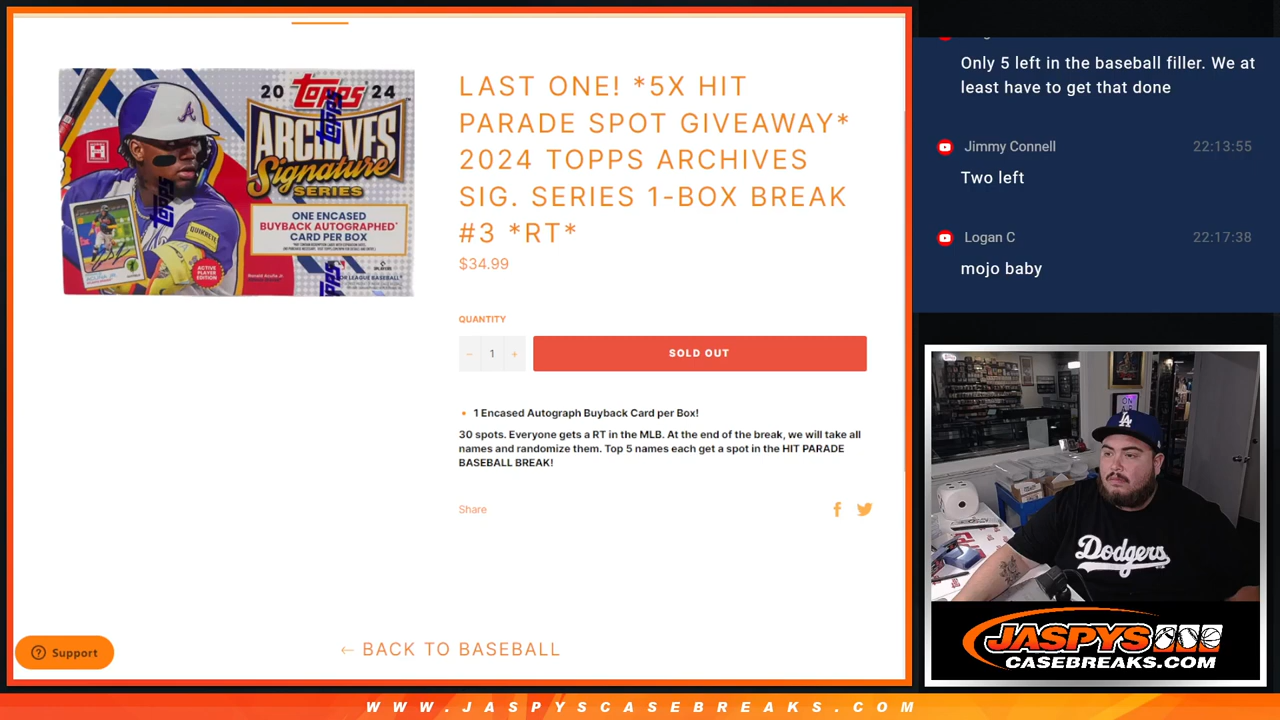 2024 Topps
ARCHIVES
Signature
SERIES
ONE ENCASED
BUYBACK AUTOGRAPHED*
CARD PER BOX*
ACTIVE
PLAYER
EDITION
LAST ONE! *5X HIT
PARADE SPOT GIVEAWAY*
2024 TOPPS ARCHIVES
SIG. SERIES 1-BOX BREAK
#3 *RT*
$34.99
QUANTITY
− 1 +
SOLD OUT
1 Encased Autograph Buyback Card per Box!
30 spots. Everyone gets a RT in the MLB. At the end of the break, we will take all
names and randomize them. Top 5 names each get a spot in the HIT PARADE
BASEBALL BREAK!
Share
Support
← BACK TO BASEBALL
Only 5 left in the baseball filler. We at
least have to get that done
Jimmy Connell 22:13:55
Two left
Logan C 22:17:38
mojo baby
LA
Dodgers
JASPYS
CASEBREAKS.COM
WWW.JASPYSCASEBREAKS.COM